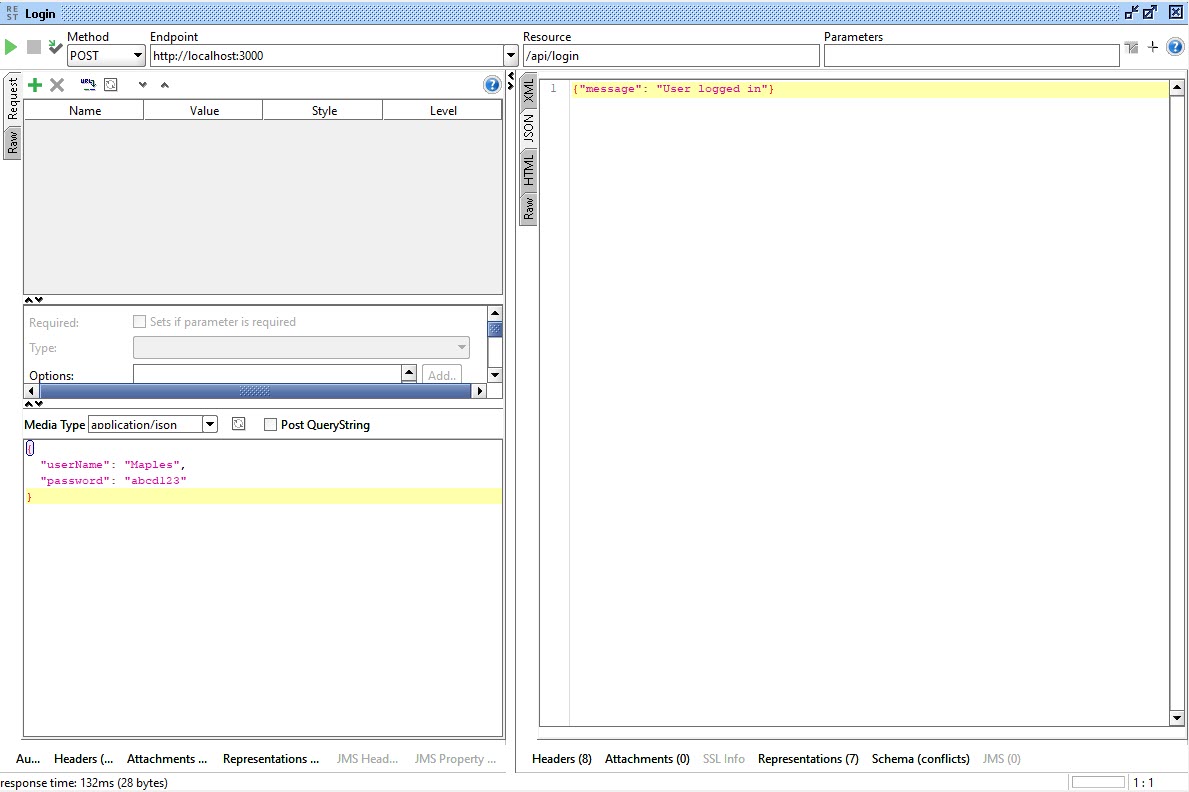 RE
ST
Login
Method
Endpoint
Resource
Parameters
POST
http://localhost:3000
/api/login
Request
Raw
Name
Value
Style
Level
Required:
Sets if parameter is required
Type:
Options:
Add..
Media Type
application/json
Post QueryString
{
"userName": "Maples",
"password": "abcd123"
}
XML
JSON
HTML
Raw
1
{"message": "User logged in"}
Au...
Headers (...
Attachments ...
Representations ...
JMS Head...
JMS Property ...
Headers (8)
Attachments (0)
SSL Info
Representations (7)
Schema (conflicts)
JMS (0)
response time: 132ms (28 bytes)
1 : 1